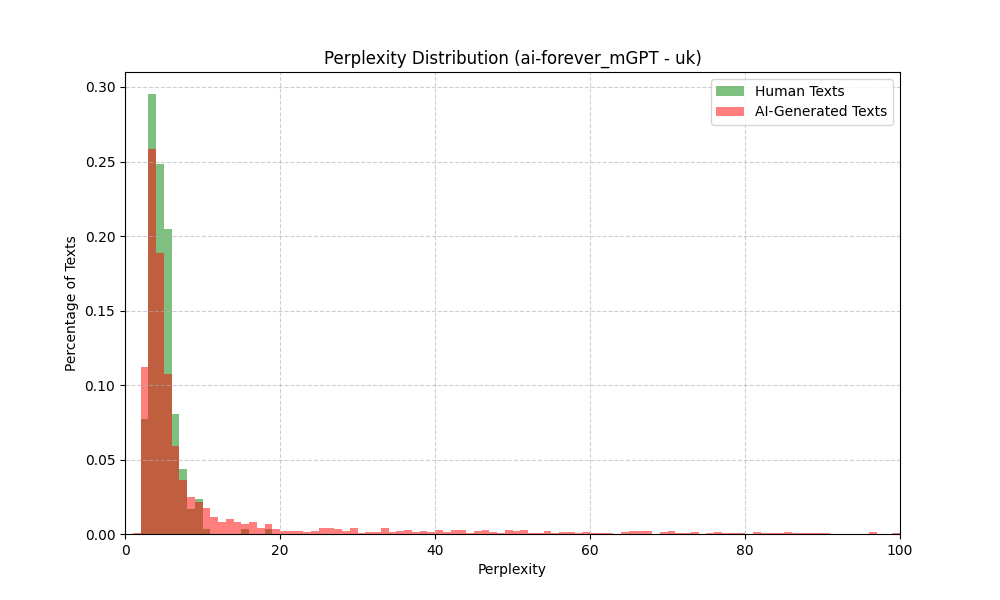 Perplexity Distribution (ai-forever_mGPT - uk)
Human Texts
AI-Generated Texts
Percentage of Texts
0.30
0.25
0.20
0.15
0.10
0.05
0.00
0 20 40 60 80 100
Perplexity